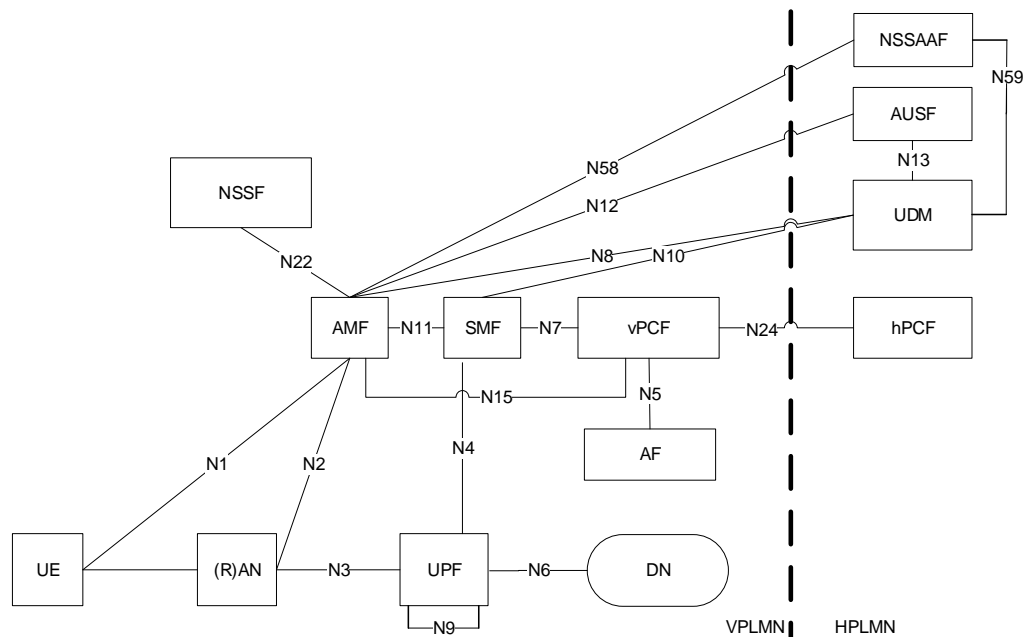 NSSAAF
N59
AUSF
N58
N13
NSSF
N12
UDM
N22
N8
N10
AMF
N11
SMF
N7
vPCF
N24
hPCF
N15
N5
N4
AF
N1
N2
UE
(R)AN
N3
UPF
N6
DN
N9
VPLMN
HPLMN